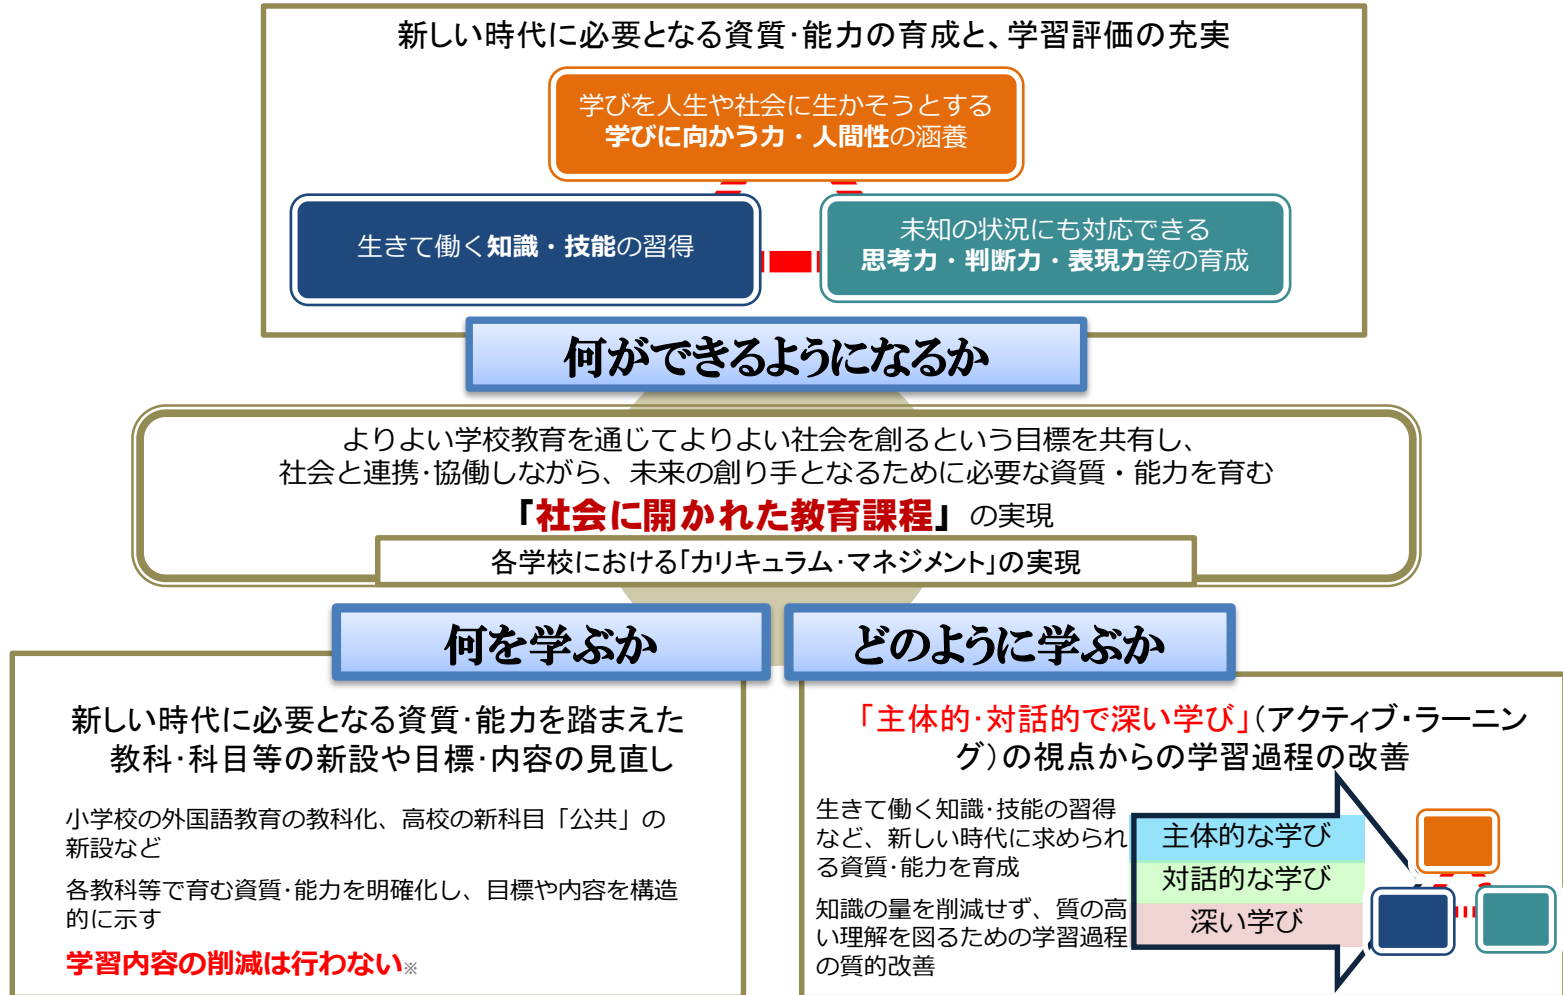 新しい時代に必要となる資質･能力の育成と、学習評価の充実
学びを人生や社会に生かそうとする
学びに向かう力・人間性の涵養
生きて働く知識・技能の習得
未知の状況にも対応できる
思考力・判断力・表現力等の育成
何ができるようになるか
よりよい学校教育を通じてよりよい社会を創るという目標を共有し、
社会と連携･協働しながら、未来の創り手となるために必要な資質・能力を育む
「社会に開かれた教育課程」の実現
各学校における｢カリキュラム･マネジメント｣の実現
何を学ぶか
新しい時代に必要となる資質･能力を踏まえた
教科･科目等の新設や目標･内容の見直し
小学校の外国語教育の教科化、高校の新科目「公共」の
新設など
各教科等で育む資質･能力を明確化し、目標や内容を構造
的に示す
学習内容の削減は行わない※
どのように学ぶか
「主体的･対話的で深い学び」(アクティブ・ラーニン
グ)の視点からの学習過程の改善
生きて働く知識･技能の習得
など、新しい時代に求められ
る資質･能力を育成
知識の量を削減せず、質の高
い理解を図るための学習過程
の質的改善
主体的な学び
対話的な学び
深い学び